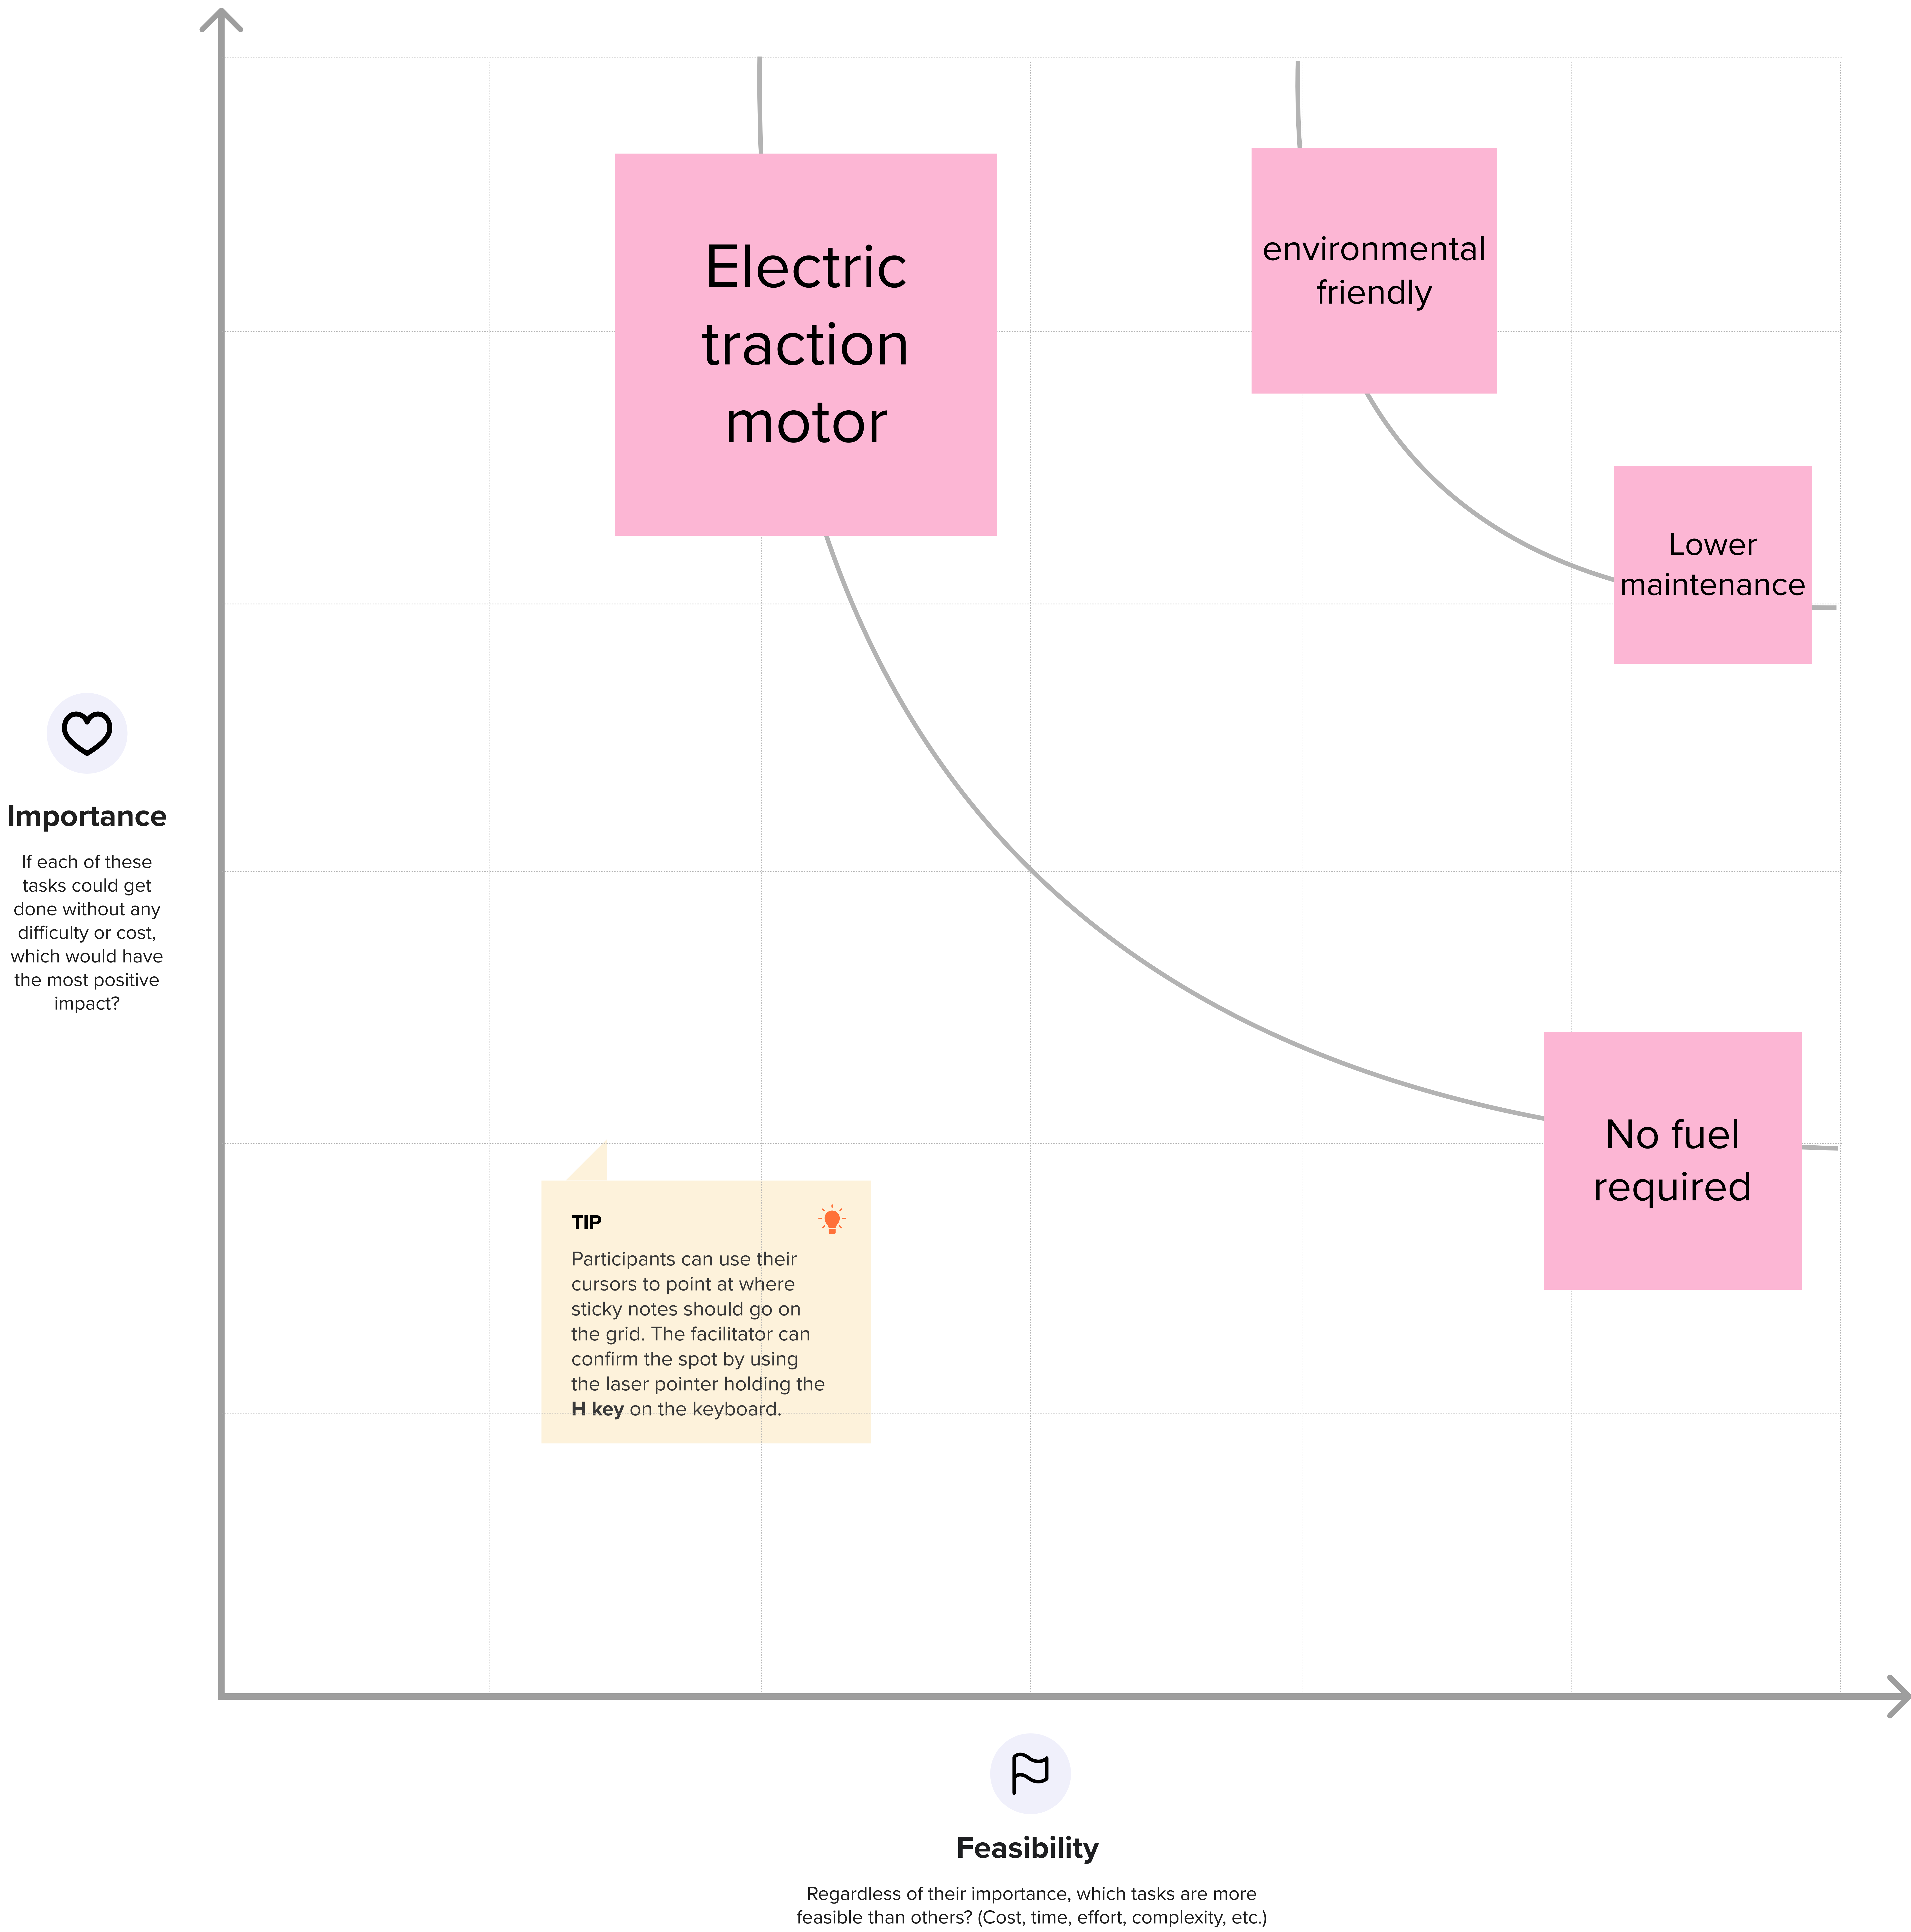 Electric
traction
motor
environmental
friendly
Lower
maintenance
Importance
If each of these
tasks could get
done without any
difficulty or cost,
which would have
the most positive
impact?
No fuel
required
TIP
Participants can use their
cursors to point at where
sticky notes should go on
the grid. The facilitator can
confirm the spot by using
the laser pointer holding the
H key on the keyboard.
Feasibility
Regardless of their importance, which tasks are more
feasible than others? (Cost, time, effort, complexity, etc.)